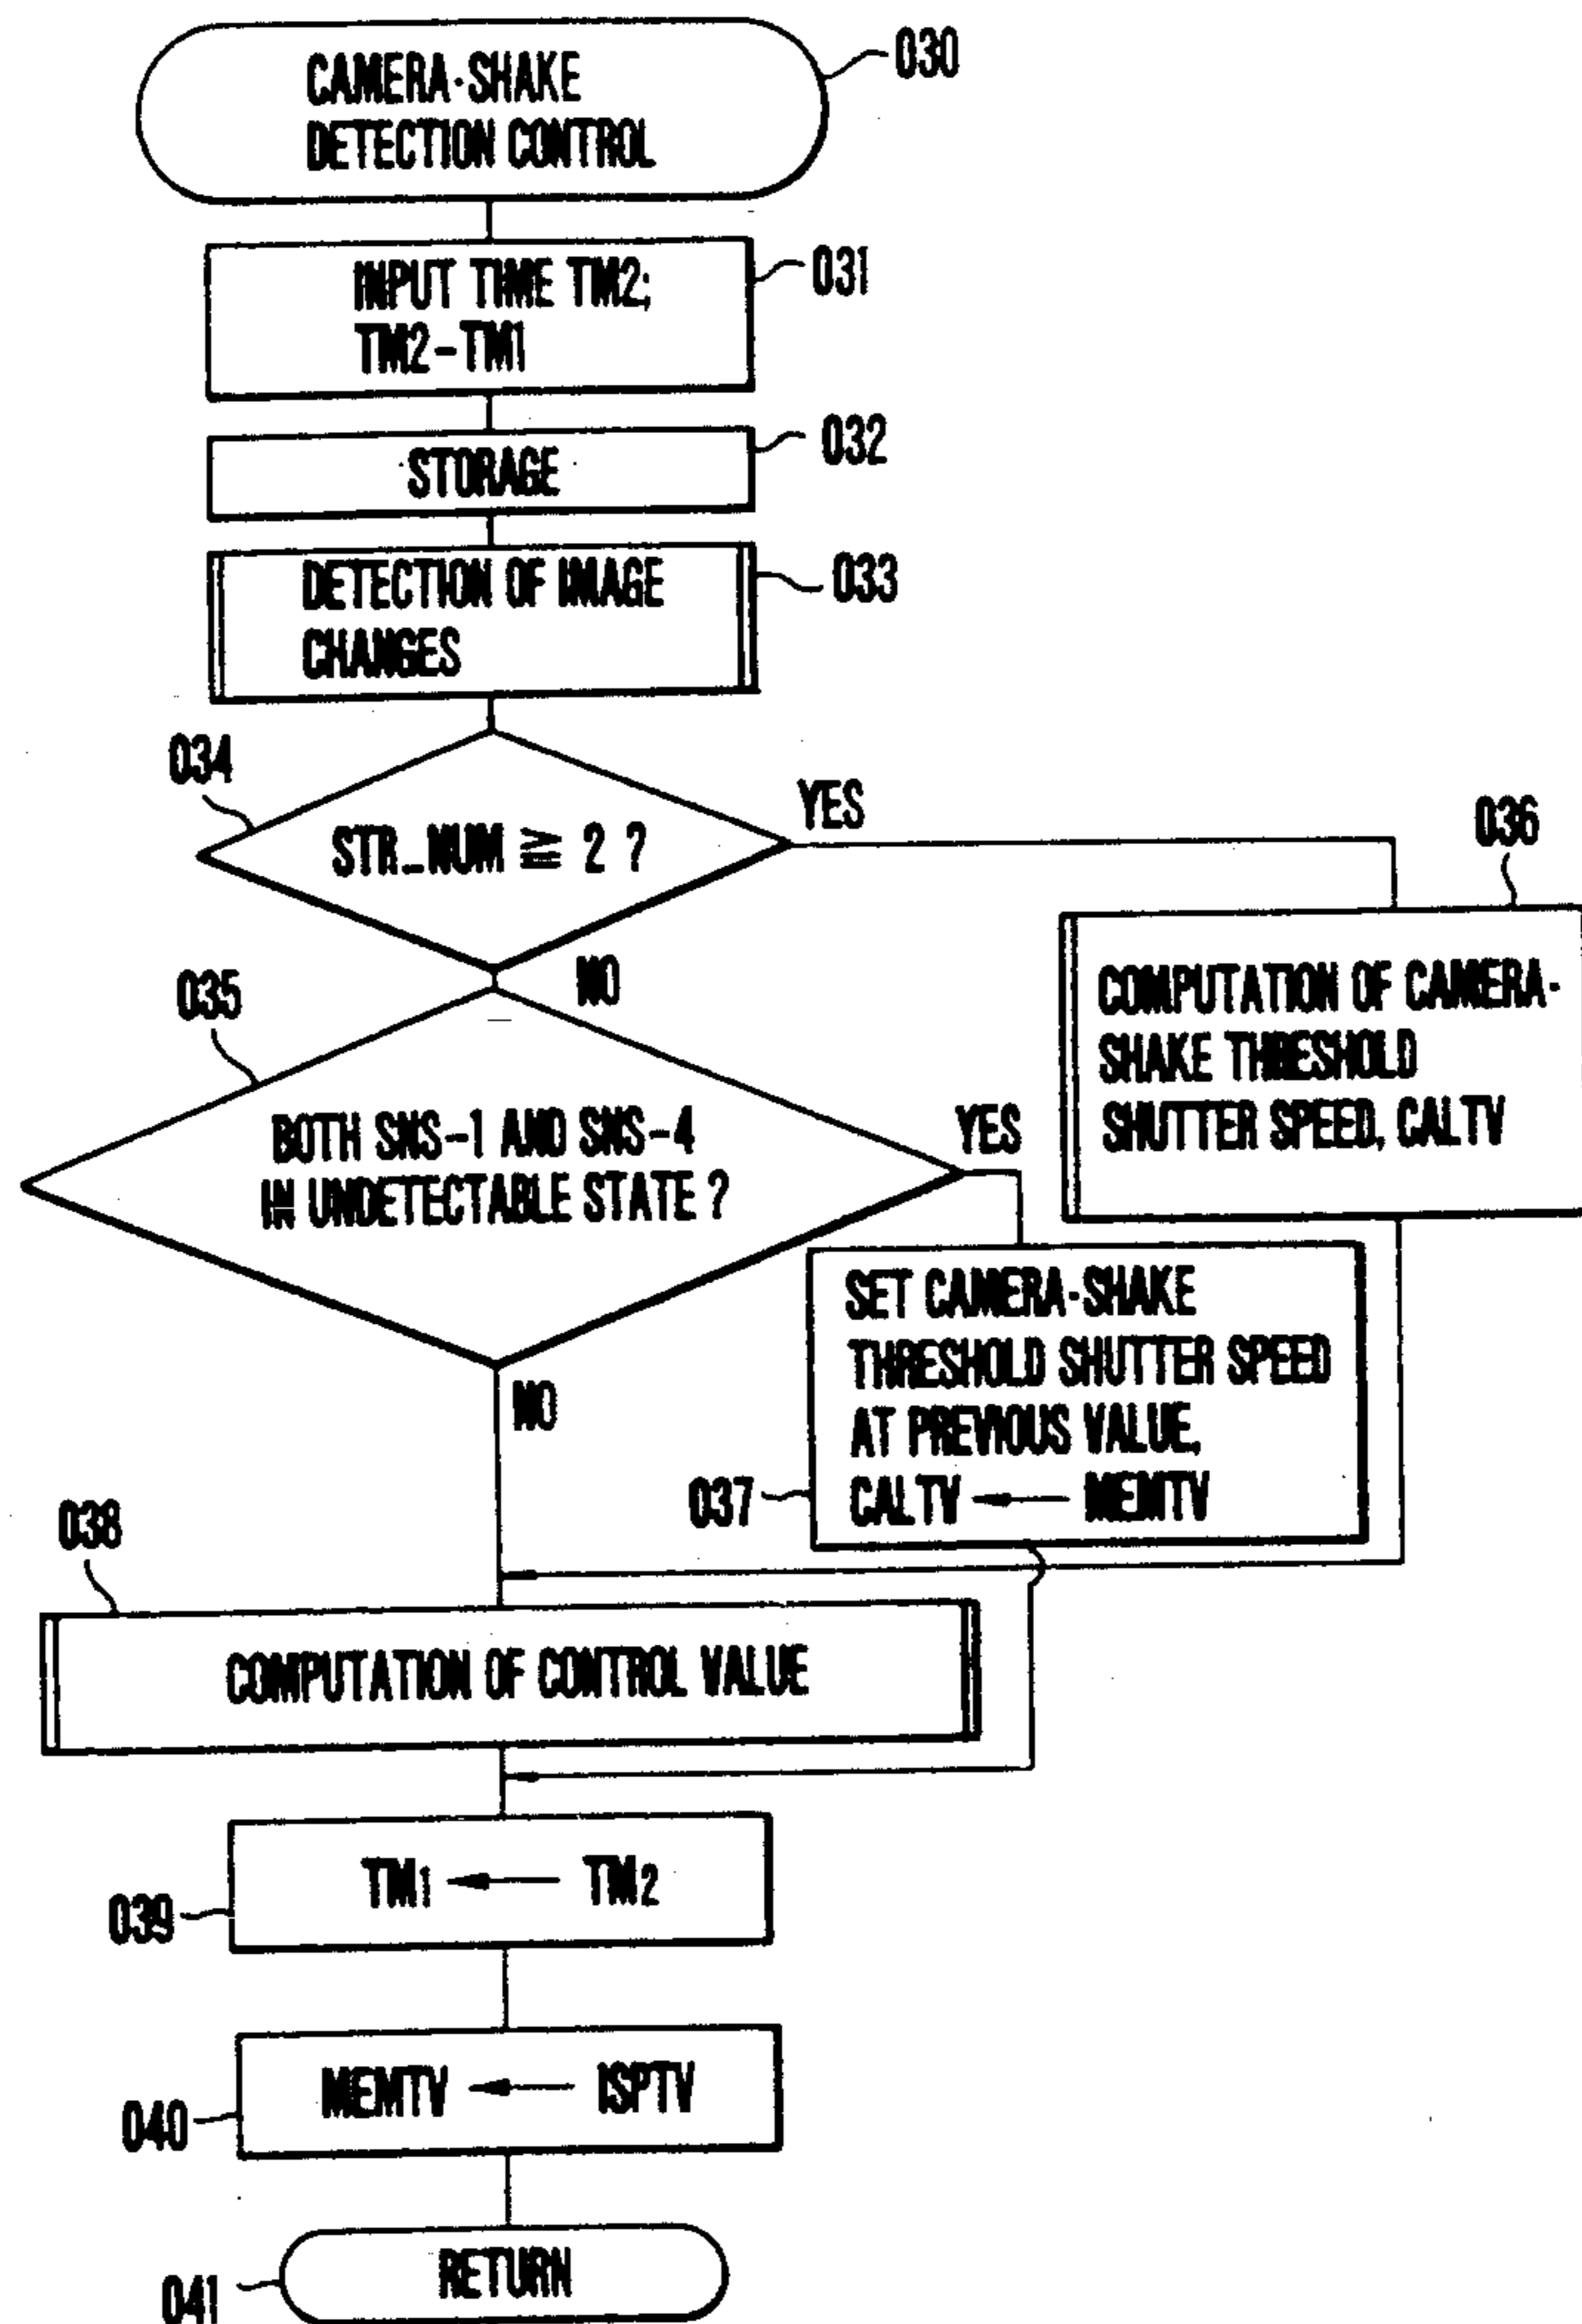 CAMERA-SHAKE
DETECTION CONTROL
030
INPUT TIME TM2;
TM2-TM1
031
STORAGE
032
DETECTION OF IMAGE
CHANGES
033
034
STR_NUM ≧ 2 ?
YES
NO
036
COMPUTATION OF CAMERA-
SHAKE THRESHOLD
SHUTTER SPEED, CALTV
035
BOTH SNS-1 AND SNS-4
IN UNDETECTABLE STATE ?
YES
NO
SET CAMERA-SHAKE
THRESHOLD SHUTTER SPEED
AT PREVIOUS VALUE,
CALTV ← MEMTV
037
038
COMPUTATION OF CONTROL VALUE
TM1 ← TM2
039
MEMTV ← ISPTV
040
RETURN
041